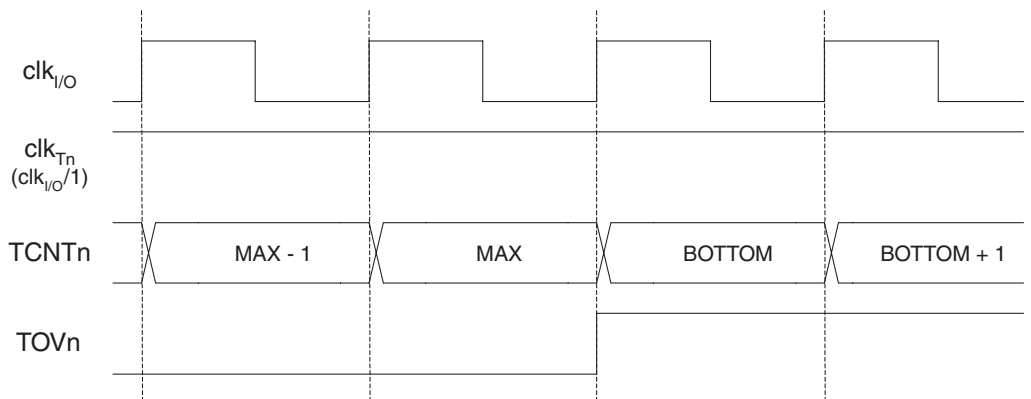 clkI/O
clkTn
(clkI/O/1)
TCNTn
MAX - 1
MAX
BOTTOM
BOTTOM + 1
TOVn